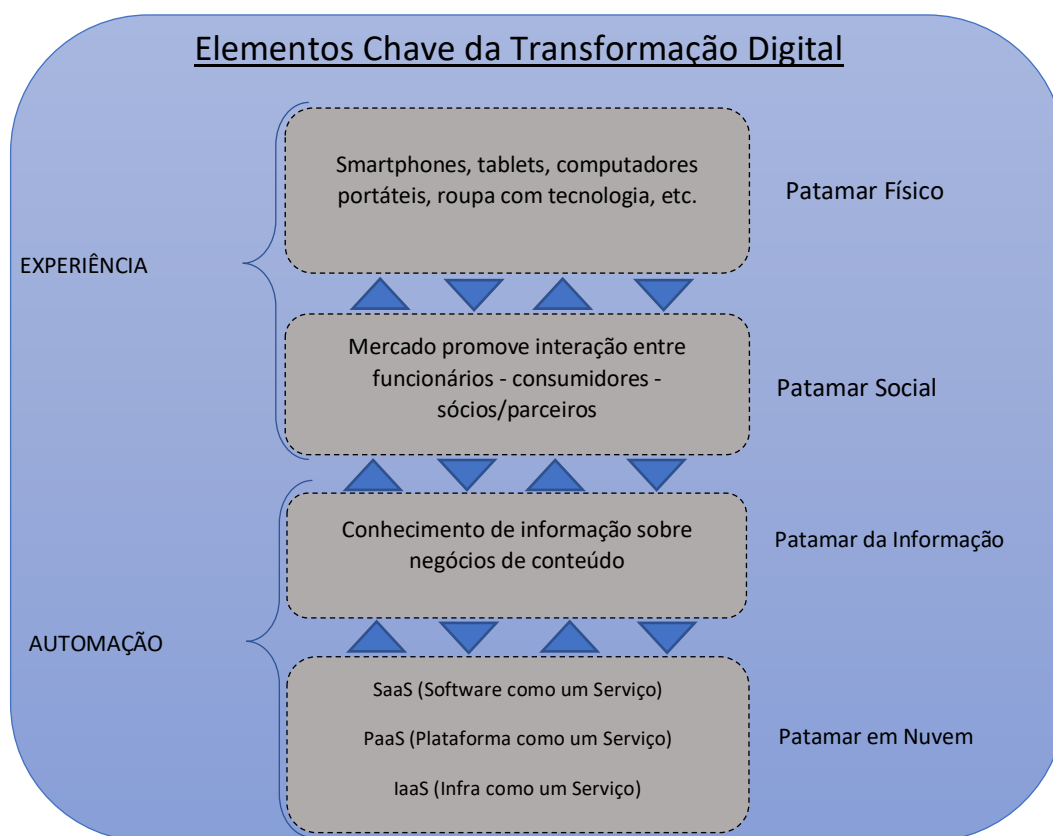 Elementos Chave da Transformação Digital
Smartphones, tablets, computadores
portáteis, roupa com tecnologia, etc.
Patamar Físico
EXPERIÊNCIA
Mercado promove interação entre
funcionários - consumidores -
sócios/parceiros
Patamar Social
Conhecimento de informação sobre
negócios de conteúdo
Patamar da Informação
AUTOMAÇÃO
SaaS (Software como um Serviço)
PaaS (Plataforma como um Serviço)
IaaS (Infra como um Serviço)
Patamar em Nuvem